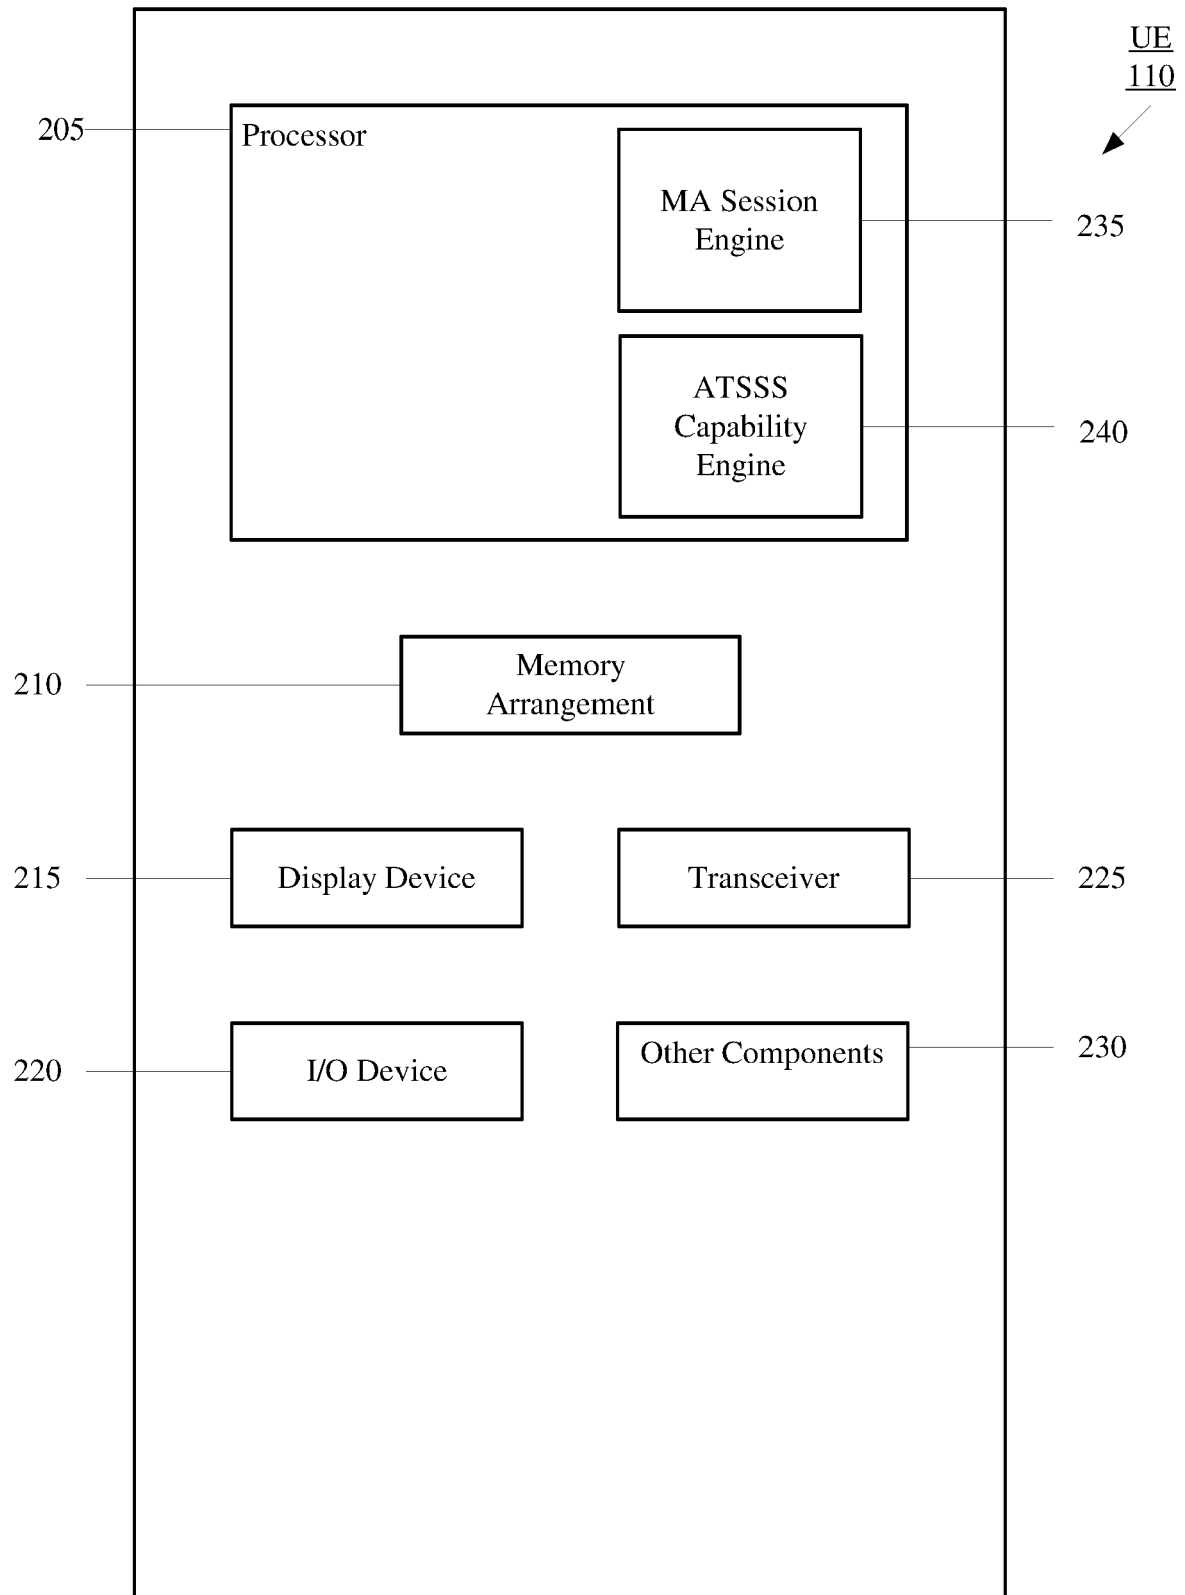 UE
110
205
Processor
MA Session
Engine
235
ATSSS
Capability
Engine
240
210
Memory
Arrangement
215
Display Device
Transceiver
225
220
I/O Device
Other Components
230